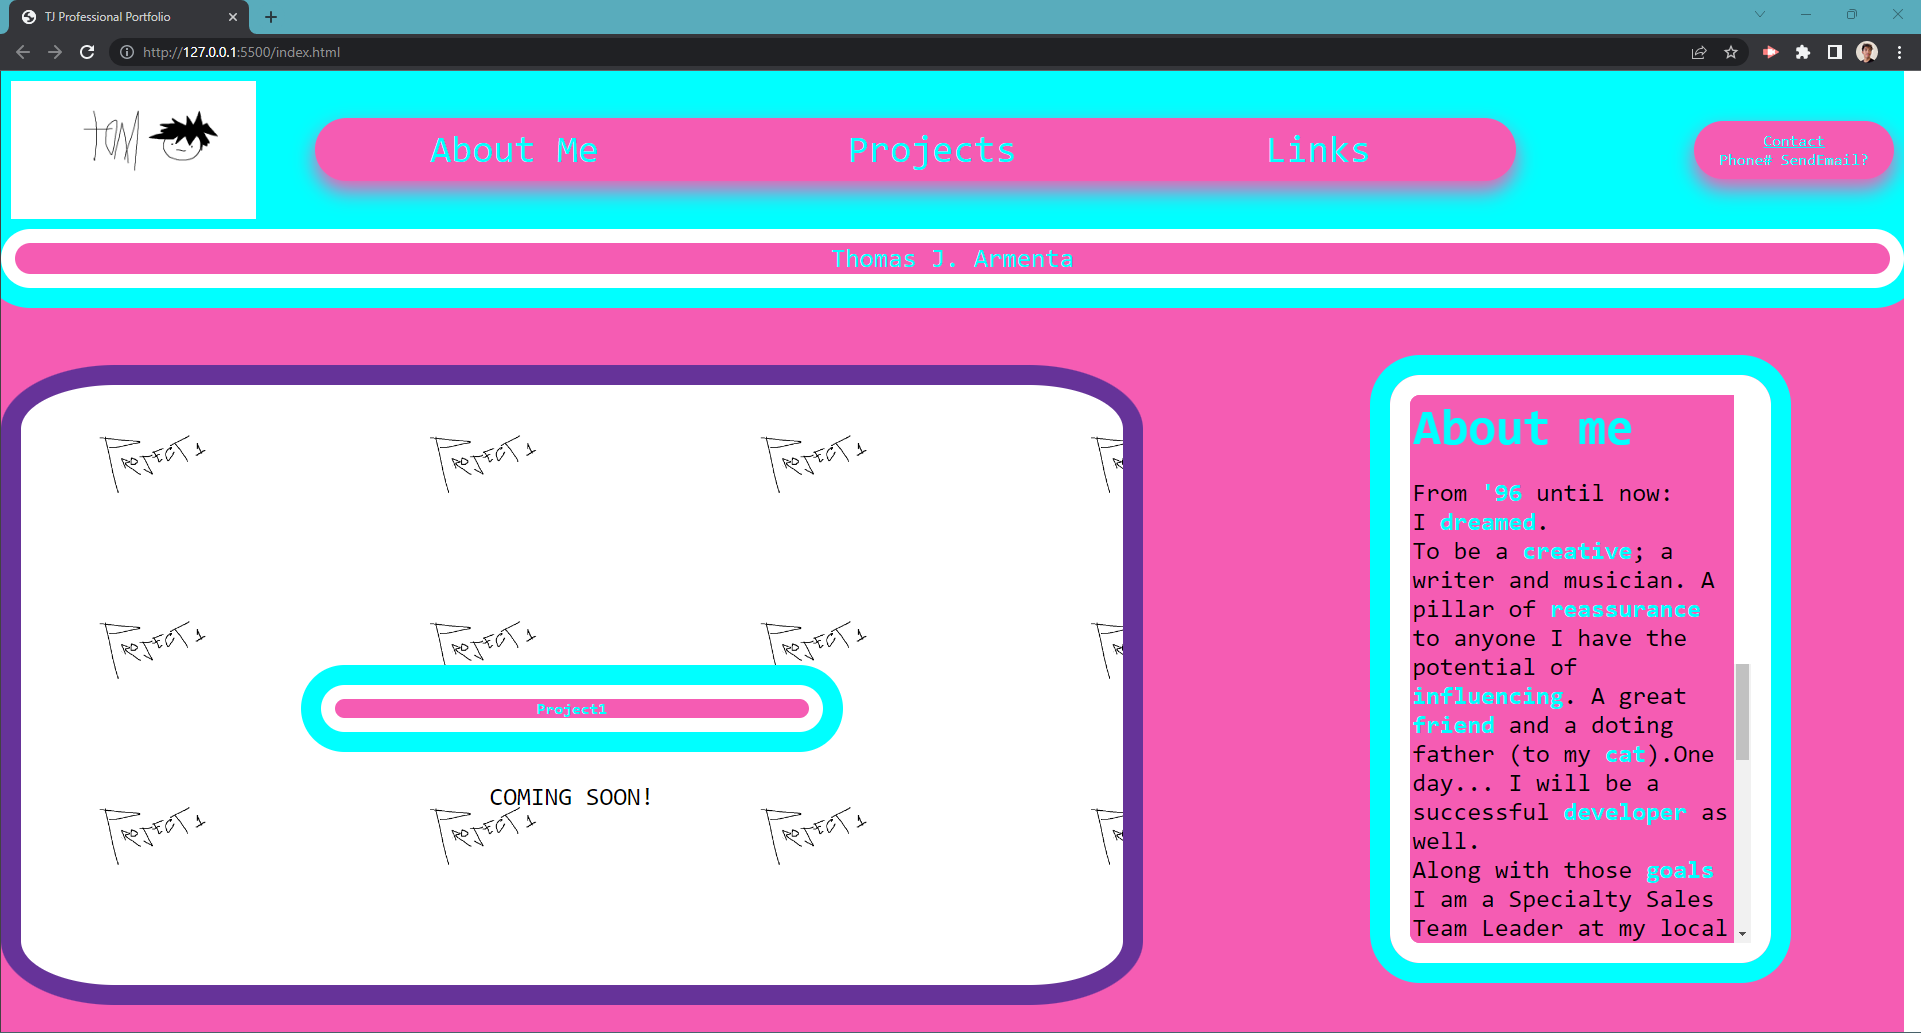 TJ Professional Portfolio
http://127.0.0.1:5500/index.html
TOM
About Me
Projects
Links
Contact
Phone# SendEmail?
Thomas J. Armenta
PROJECT 1
PROJECT 1
PROJECT 1
P
PROJECT 1
PROJECT 1
PROJECT 1
P
Project1
COMING SOON!
PROJECT 1
PROJECT 1
PROJECT 1
P
About me
From '96 until now:
I dreamed.
To be a creative; a
writer and musician. A
pillar of reassurance
to anyone I have the
potential of
influencing. A great
friend and a doting
father (to my cat).One
day... I will be a
successful developer as
well.
Along with those goals
I am a Specialty Sales
Team Leader at my local